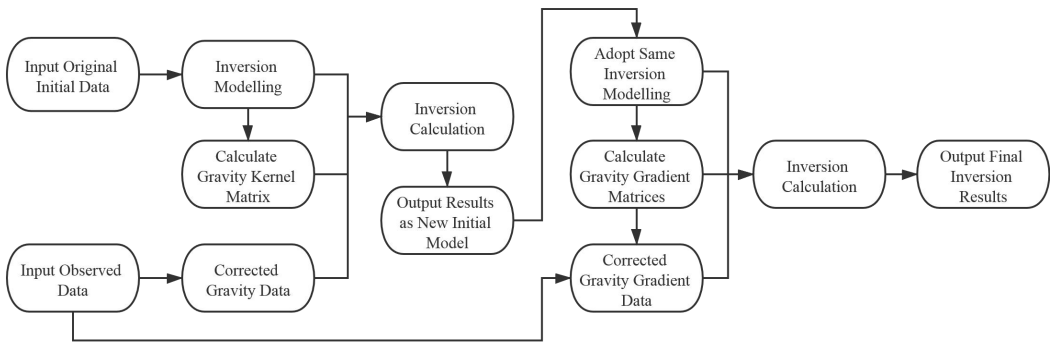 Input Original
Initial Data
Inversion
Modelling
Calculate
Gravity Kernel
Matrix
Input Observed
Data
Corrected
Gravity Data
Inversion
Calculation
Output Results
as New Initial
Model
Adopt Same
Inversion
Modelling
Calculate
Gravity Gradient
Matrices
Corrected
Gravity Gradient
Data
Inversion
Calculation
Output Final
Inversion
Results